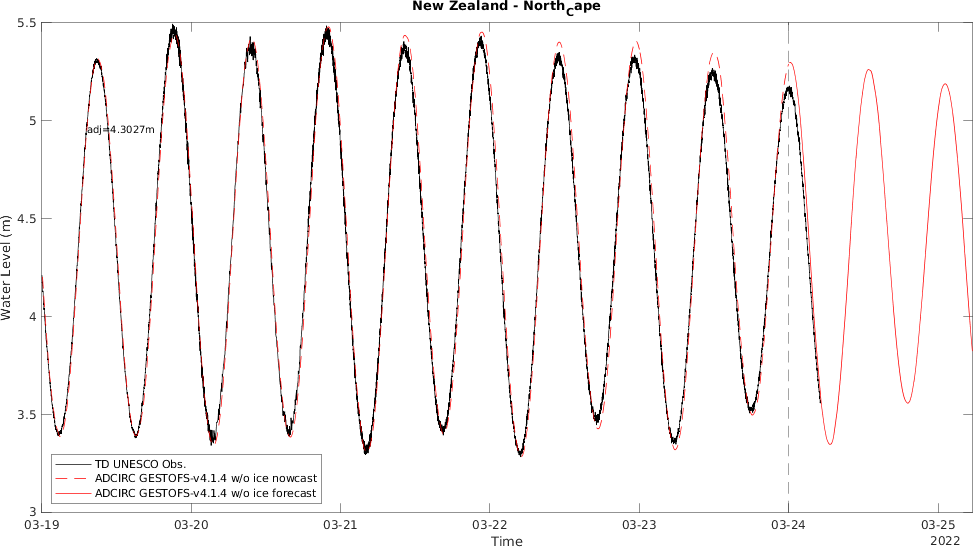 New Zealand - NorthCape
5.5
5
4.5
4
3.5
3
Water Level (m)
adj=4.3027m
TD UNESCO Obs.
ADCIRC GESTOFS-v4.1.4 w/o ice nowcast
ADCIRC GESTOFS-v4.1.4 w/o ice forecast
03-19 03-20 03-21 03-22 03-23 03-24 03-25
Time
2022